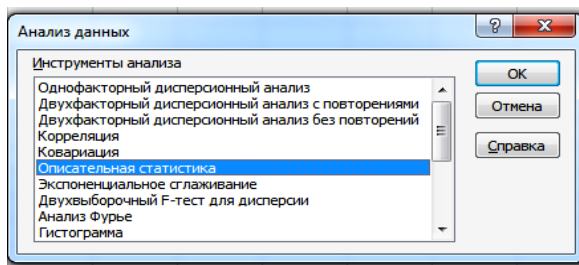 Анализ данных
Инструменты анализа
Однофакторный дисперсионный анализ
Двухфакторный дисперсионный анализ с повторениями
Двухфакторный дисперсионный анализ без повторений
Корреляция
Ковариация
Описательная статистика
Экспоненциальное сглаживание
Двухвыборочный F-тест для дисперсии
Анализ Фурье
Гистограмма
ОК
Отмена
Справка